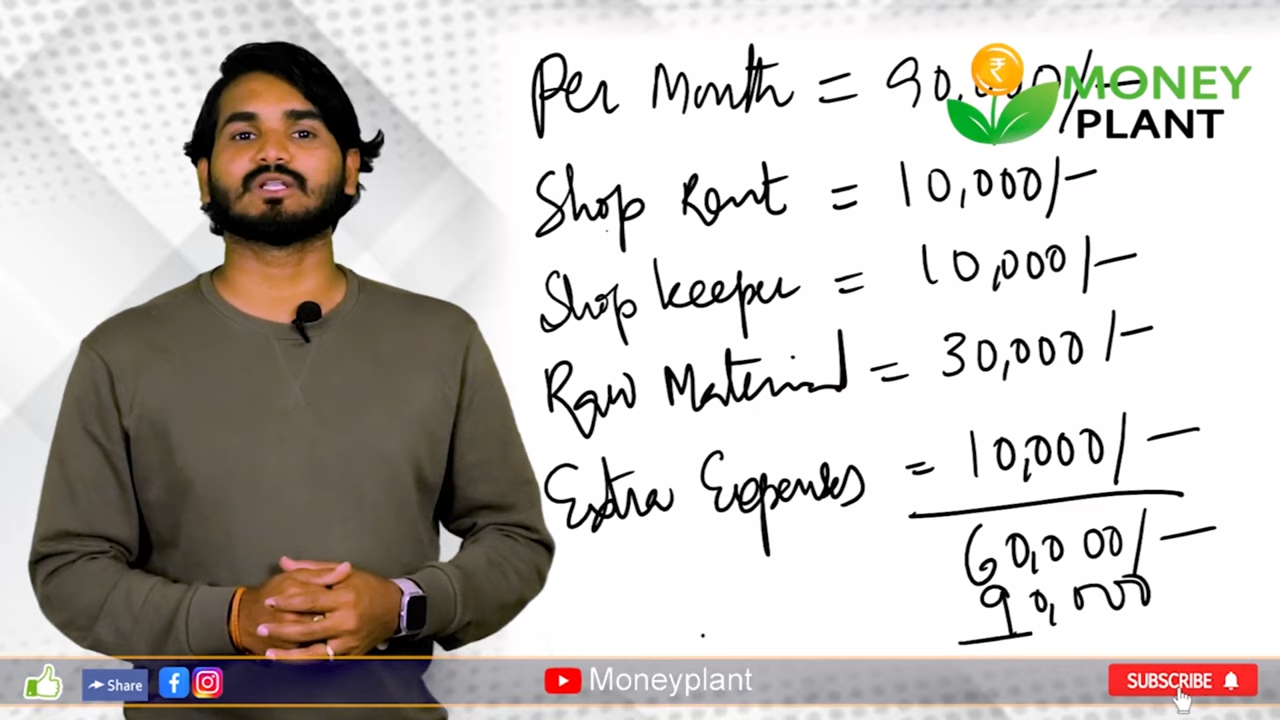 Per Month = 90,000/-
MONEY
PLANT
Shop Rent = 10,000/-
Shop keeper = 10,000/-
Raw Material = 30,000/-
Extra Expenses = 10,000/-
60,000/-
90,000
Share
Moneyplant
SUBSCRIBE